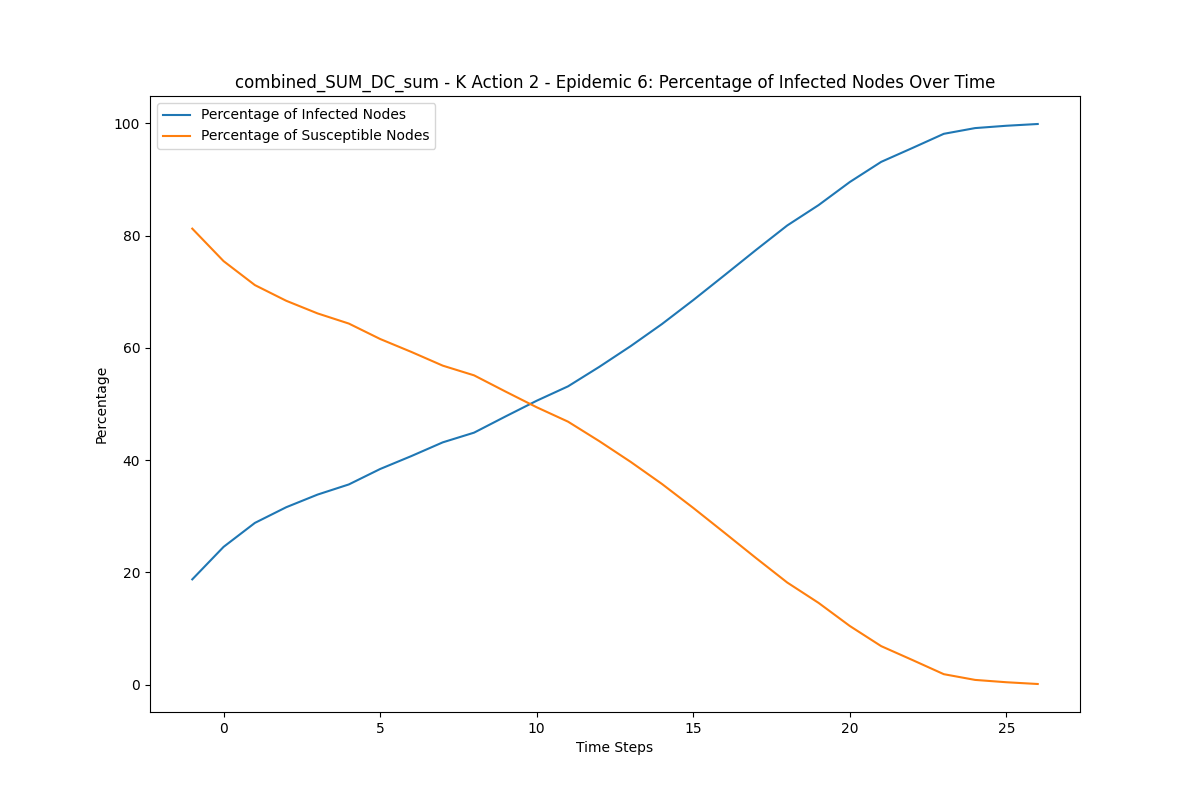 combined_SUM_DC_sum - K Action 2 - Epidemic 6: Percentage of Infected Nodes Over Time
Percentage of Infected Nodes
Percentage of Susceptible Nodes
100
80
60
40
20
0
Percentage
0 5 10 15 20 25
Time Steps